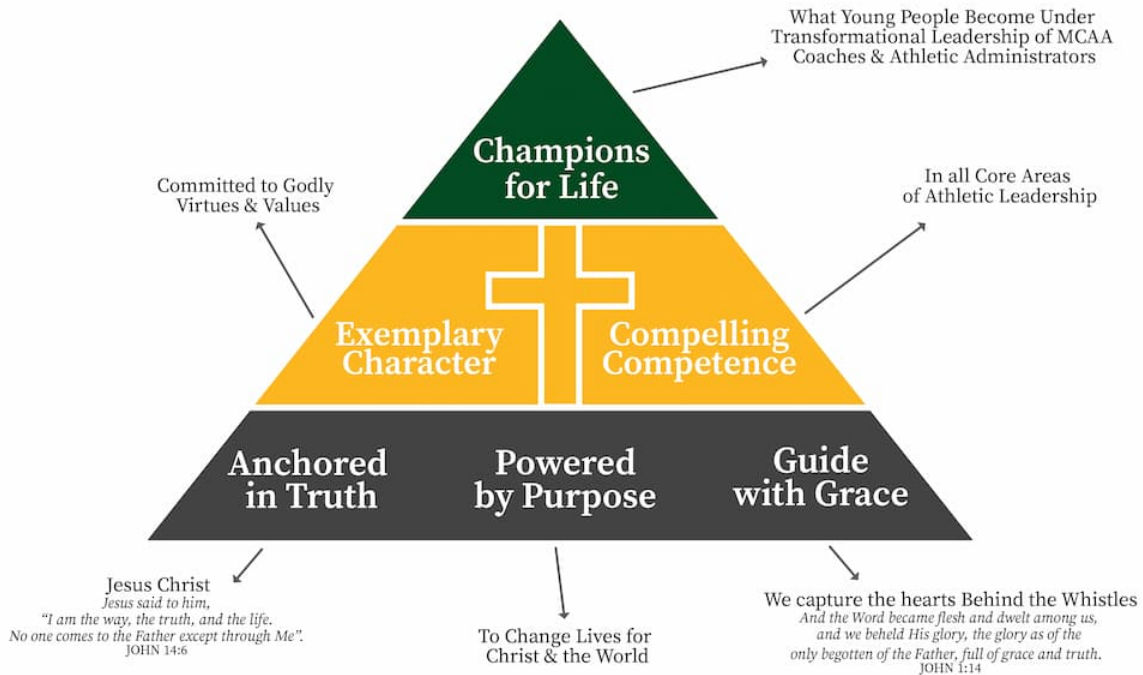 What Young People Become Under
Transformational Leadership of MCAA
Coaches & Athletic Administrators
Champions
for Life
Committed to Godly
Virtues & Values
In all Core Areas
of Athletic Leadership
Exemplary
Character
Compelling
Competence
Anchored
in Truth
Powered
by Purpose
Guide
with Grace
Jesus Christ
Jesus said to him,
“I am the way, the truth, and the life.
No one comes to the Father except through Me”.
JOHN 14:6
To Change Lives for
Christ & the World
We capture the hearts Behind the Whistles
And the Word became flesh and dwelt among us,
and we beheld His glory, the glory as of the
only begotten of the Father, full of grace and truth.
JOHN 1:14